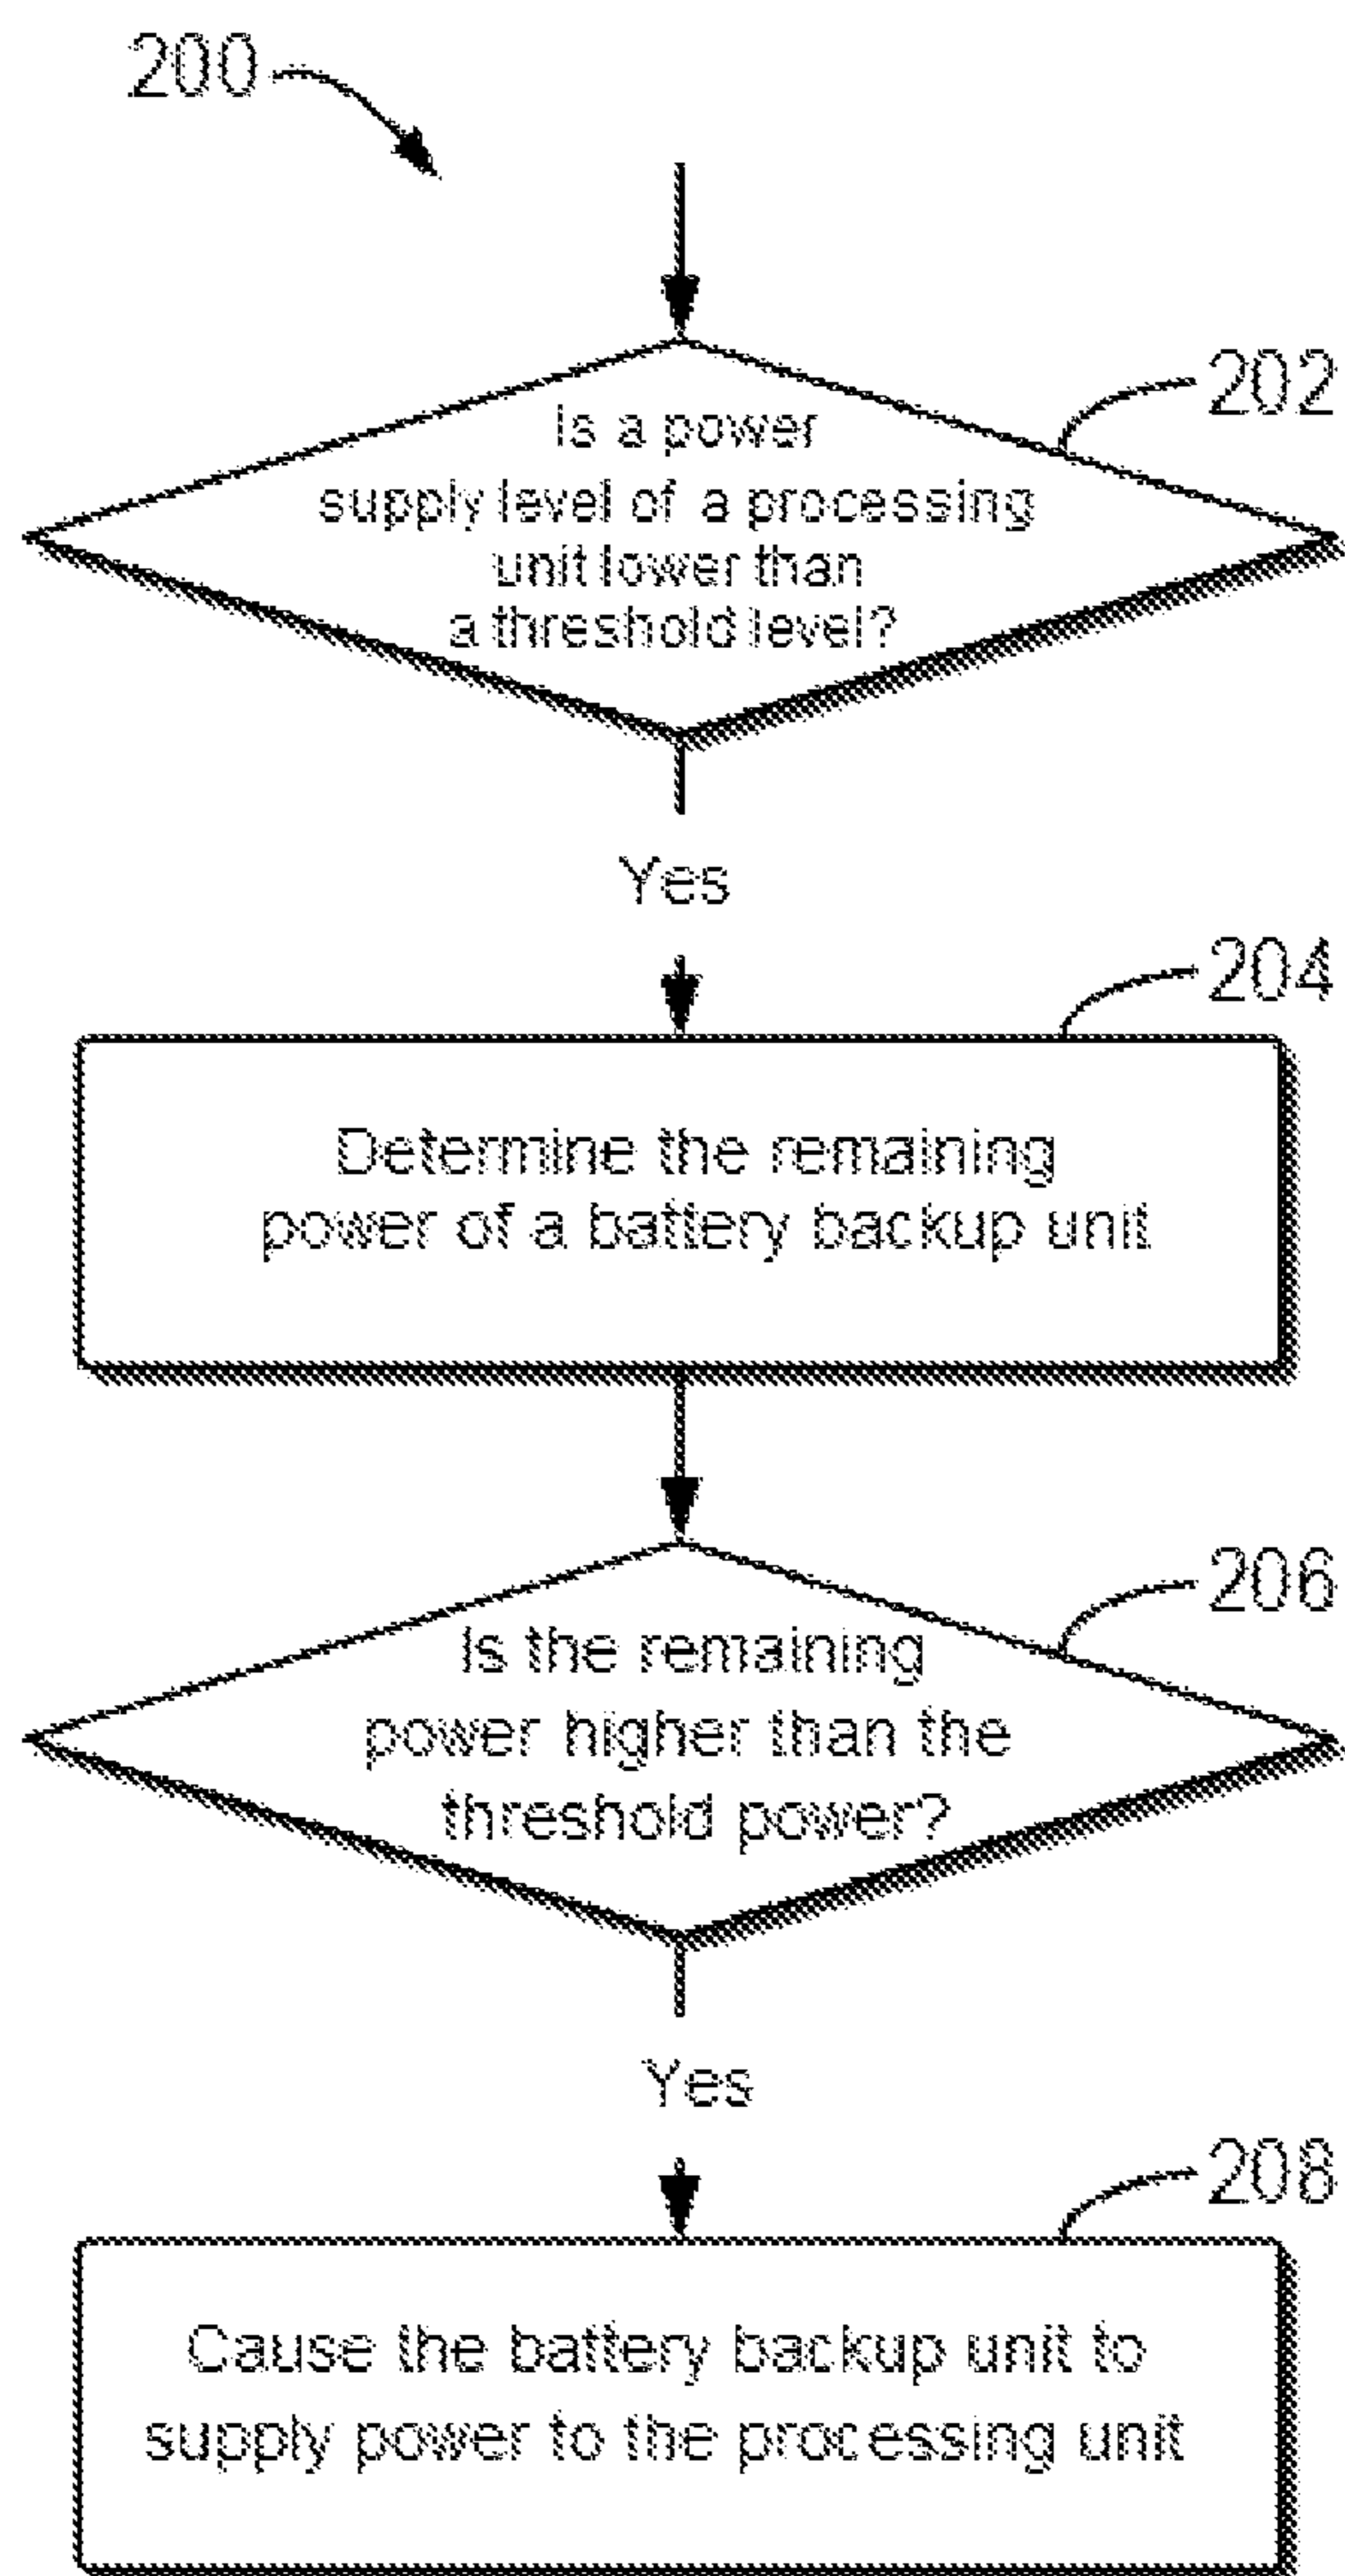 200
202
Is a power
supply level of a processing
unit lower than
a threshold level?
Yes
204
Determine the remaining
power of a battery backup unit
206
Is the remaining
power higher than the
threshold power?
Yes
208
Cause the battery backup unit to
supply power to the processing unit